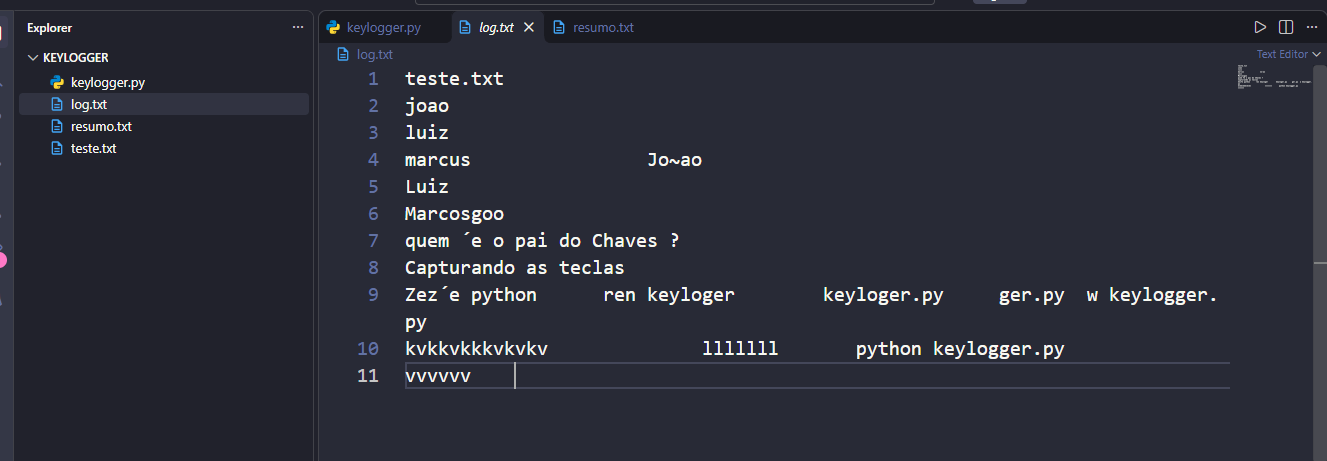 Explorer ···
KEYLOGGER
keylogger.py
log.txt
resumo.txt
teste.txt
keylogger.py log.txt resumo.txt ···
log.txt Text Editor
1 teste.txt
2 joao
3 luiz
4 marcus Jo~ao
5 Luiz
6 Marcosgoo
7 quem ´e o pai do Chaves ?
8 Capturando as teclas
9 Zez´e python ren keyloger keyloger.py ger.py w keylogger.
py
10 kvkkvkkkvkvkv lllllll python keylogger.py
11 vvvvvv